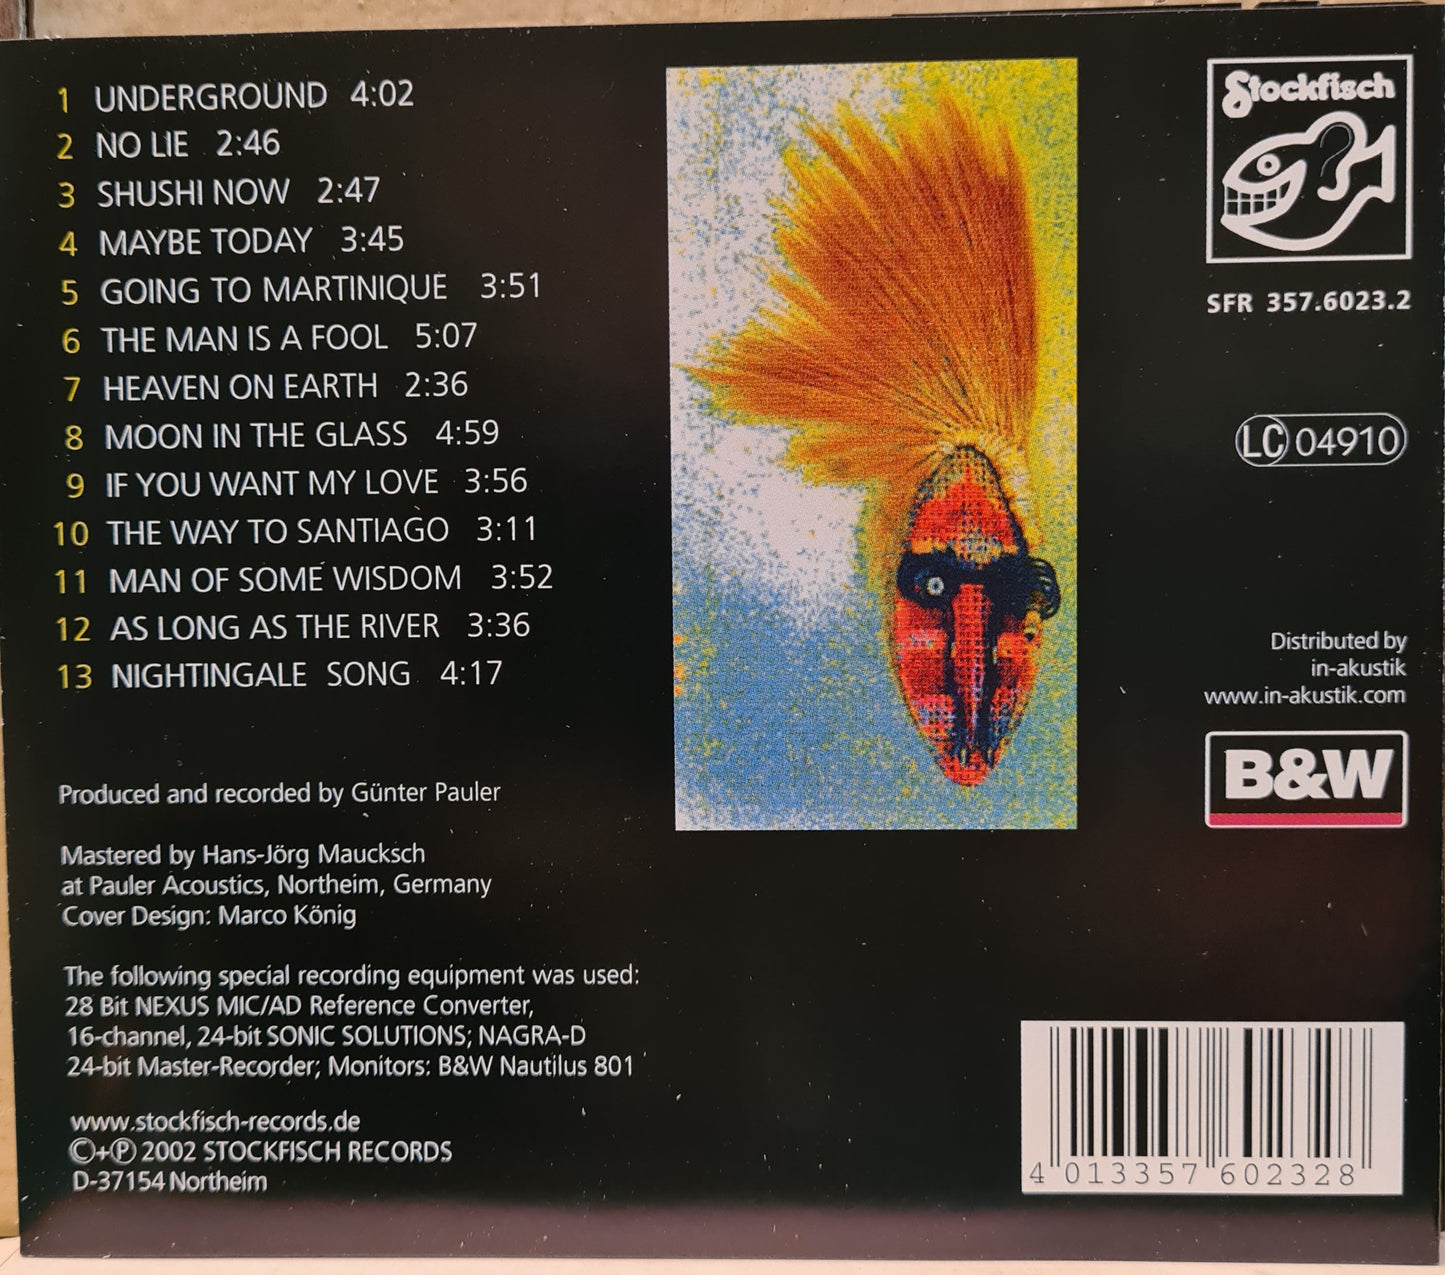 1 UNDERGROUND 4:02
2 NO LIE 2:46
3 SHUSHI NOW 2:47
4 MAYBE TODAY 3:45
5 GOING TO MARTINIQUE 3:51
6 THE MAN IS A FOOL 5:07
7 HEAVEN ON EARTH 2:36
8 MOON IN THE GLASS 4:59
9 IF YOU WANT MY LOVE 3:56
10 THE WAY TO SANTIAGO 3:11
11 MAN OF SOME WISDOM 3:52
12 AS LONG AS THE RIVER 3:36
13 NIGHTINGALE SONG 4:17
Produced and recorded by Günter Pauler
Mastered by Hans-Jörg Maucksch
at Pauler Acoustics, Northeim, Germany
Cover Design: Marco König
The following special recording equipment was used:
28 Bit NEXUS MIC/AD Reference Converter,
16-channel, 24-bit SONIC SOLUTIONS; NAGRA-D
24-bit Master-Recorder; Monitors: B&W Nautilus 801
www.stockfisch-records.de
©+℗ 2002 STOCKFISCH RECORDS
D-37154 Northeim
Stockfisch
SFR 357.6023.2
LC 04910
Distributed by
in-akustik
www.in-akustik.com
B&W
4 013357 602328